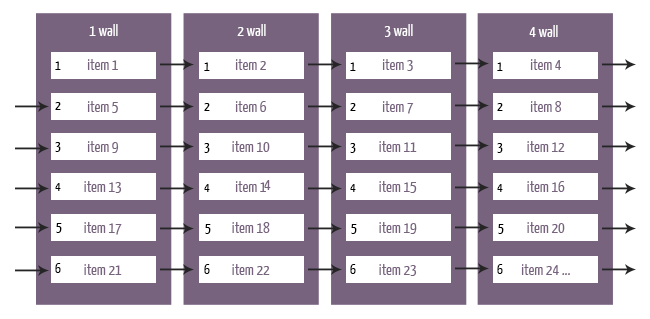 1 wall 2 wall 3 wall 4 wall
1 item 1 1 item 2 1 item 3 1 item 4
2 item 5 2 item 6 2 item 7 2 item 8
3 item 9 3 item 10 3 item 11 3 item 12
4 item 13 4 item 14 4 item 15 4 item 16
5 item 17 5 item 18 5 item 19 5 item 20
6 item 21 6 item 22 6 item 23 6 item 24 ...